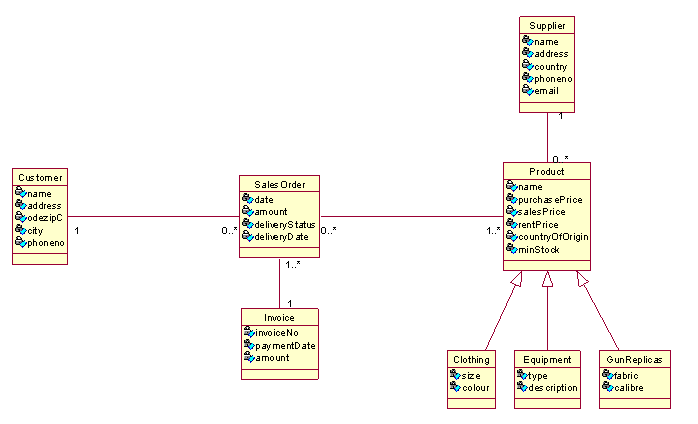 Supplier
name
address
country
phoneno
email
1
0..*
Customer
name
address
odezipC
city
phoneno
1
0..*
SalesOrder
date
amount
deliveryStatus
deliveryDate
0..*
1..*
Product
name
purchasePrice
salesPrice
rentPrice
countryOfOrigin
minStock
1..*
1
Invoice
invoiceNo
paymentDate
amount
Clothing
size
colour
Equipment
type
description
GunReplicas
fabric
calibre